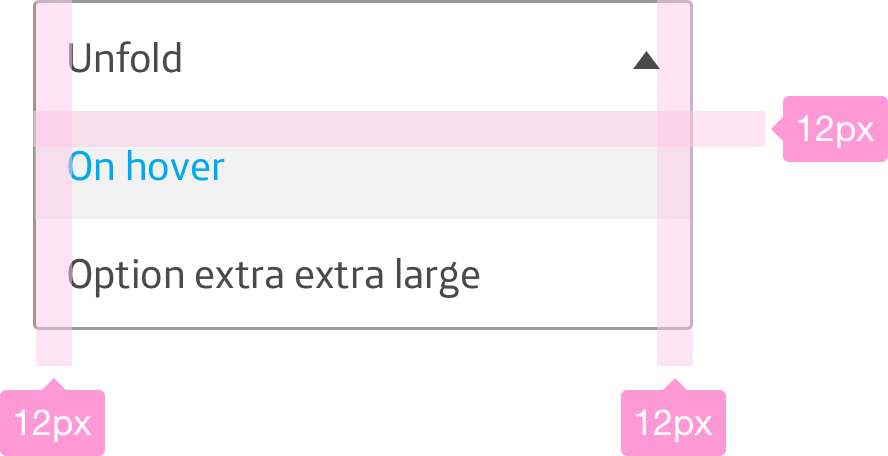 Unfold
12px
On hover
Option extra extra large
12px
12px